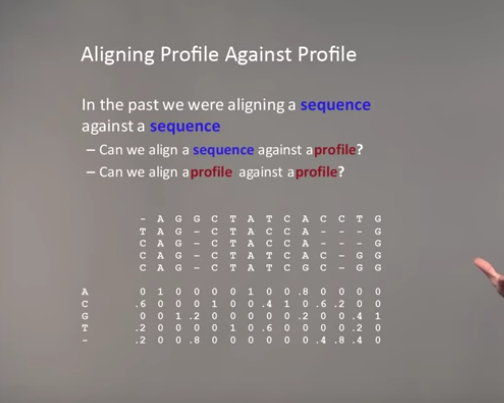 Aligning Profile Against Profile
In the past we were aligning a sequence
against a sequence
– Can we align a sequence against a profile?
– Can we align a profile against a profile?
- A G G C T A T C A C C T G
T A G – C T A C C A – – – G
C A G – C T A C C A – – – G
C A G – C T A T C A C – G G
C A G – C T A T C G C – G G
A 0 1 0 0 0 0 1 0 0 .8 0 0 0 0
C .6 0 0 0 1 0 0 .4 1 0 .6 .2 0 0
G 0 0 1 .2 0 0 0 0 0 .2 0 0 .4 1
T .2 0 0 0 0 1 0 .6 0 0 0 0 .2 0
- .2 0 0 .8 0 0 0 0 0 0 .4 .8 .4 0